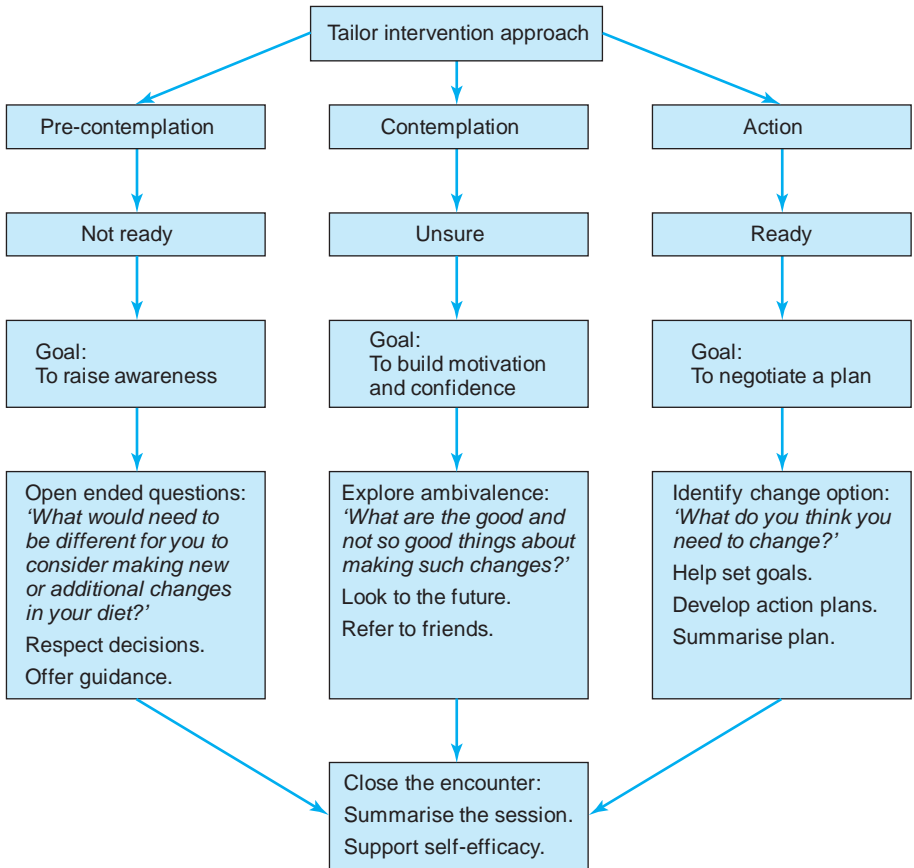 Tailor intervention approach
Pre-contemplation
Contemplation
Action
Not ready
Unsure
Ready
Goal:
To raise awareness
Goal:
To build motivation
and confidence
Goal:
To negotiate a plan
Open ended questions:
‘What would need to
be different for you to
consider making new
or additional changes
in your diet?’
Respect decisions.
Offer guidance.
Explore ambivalence:
‘What are the good and
not so good things about
making such changes?’
Look to the future.
Refer to friends.
Identify change option:
‘What do you think you
need to change?’
Help set goals.
Develop action plans.
Summarise plan.
Close the encounter:
Summarise the session.
Support self-efficacy.